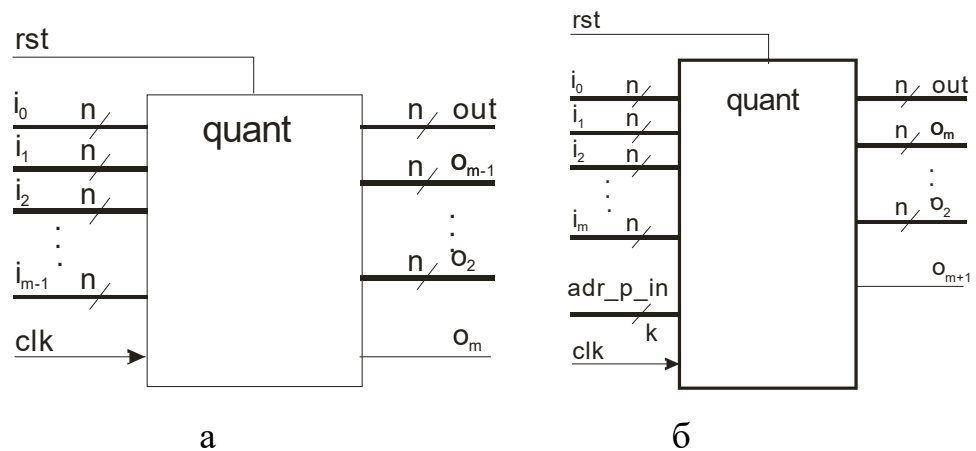 rst
i₀ n
i₁ n
i₂ n
iₘ₋₁ n
clk
quant
n out
n oₘ₋₁
n o₂
oₘ
а
rst
i₀ n
i₁ n
i₂ n
iₘ n
adr_p_in
k
clk
quant
n out
n oₘ
n o₂
oₘ₊₁
б